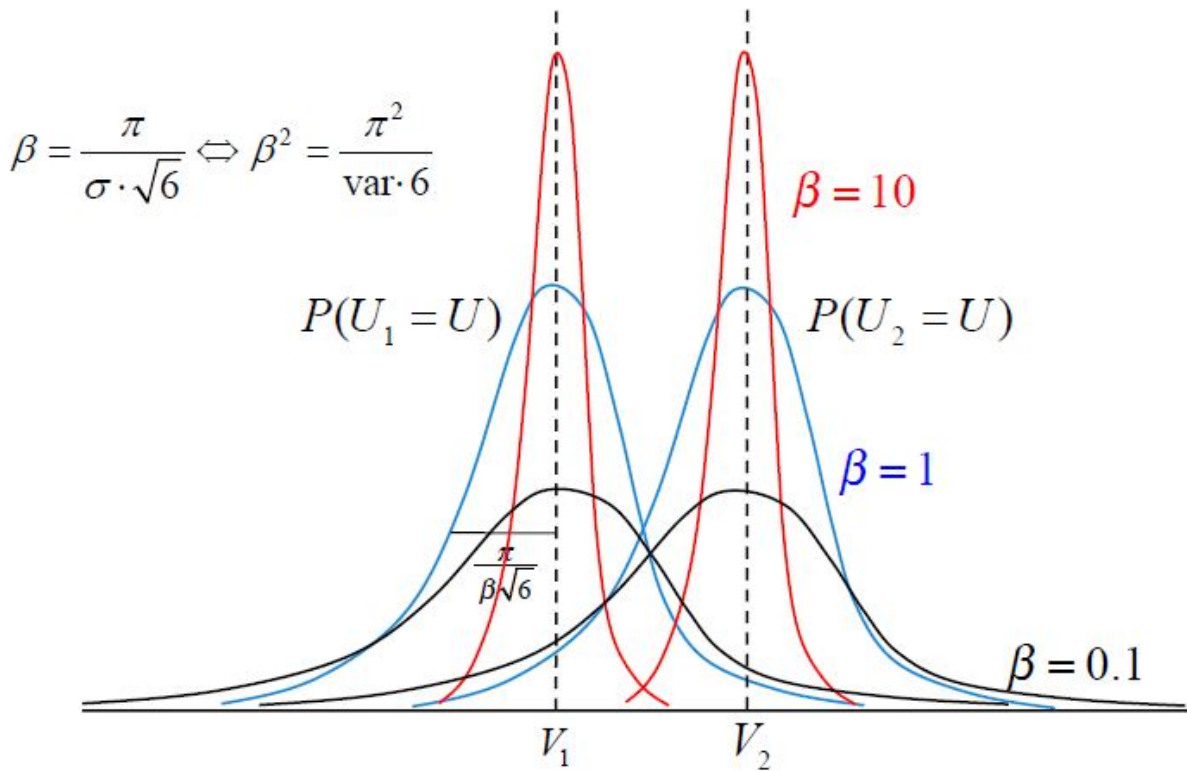 β = π / (σ·√6) ⇔ β² = π² / (var·6)
β = 10
P(U₁ = U)
P(U₂ = U)
β = 1
π / (β√6)
β = 0.1
V₁
V₂